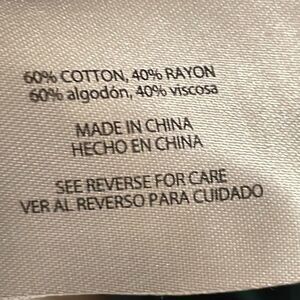 60% COTTON, 40% RAYON
60% algodón, 40% viscosa
MADE IN CHINA
HECHO EN CHINA
SEE REVERSE FOR CARE
VER AL REVERSO PARA CUIDADO